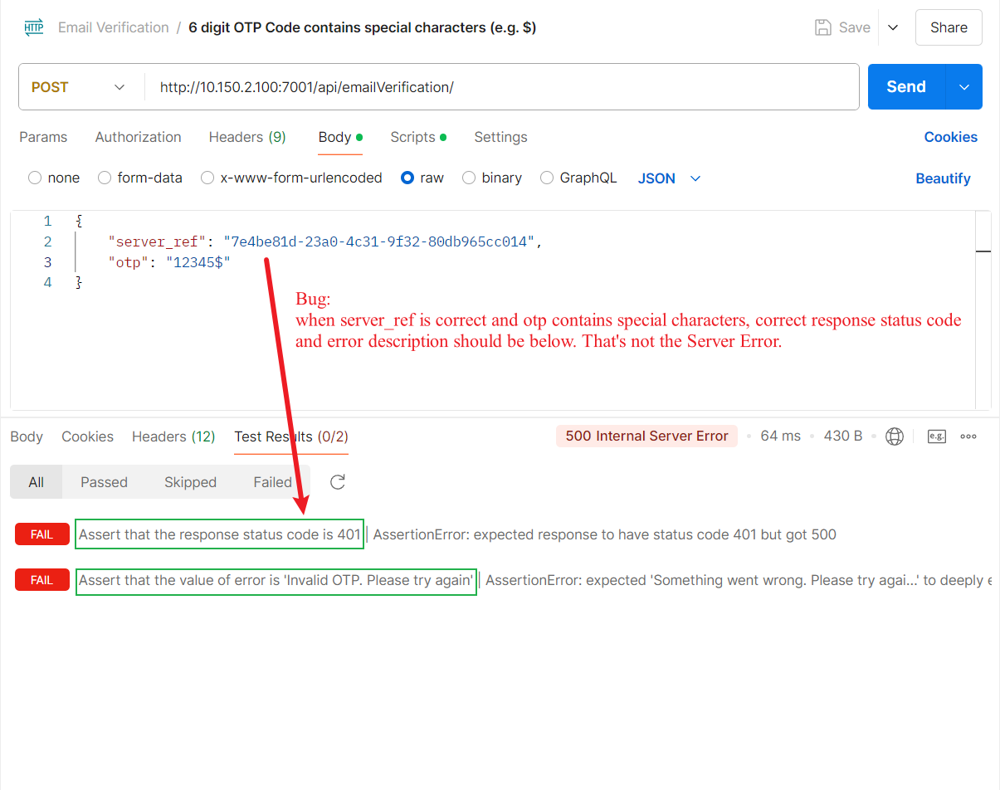 HTTP Email Verification / 6 digit OTP Code contains special characters (e.g. $) Save Share
POST http://10.150.2.100:7001/api/emailVerification/ Send
Params Authorization Headers (9) Body Scripts Settings Cookies
none form-data x-www-form-urlencoded raw binary GraphQL JSON Beautify
1 {
2 "server_ref": "7e4be81d-23a0-4c31-9f32-80db965cc014",
3 "otp": "12345$"
4 }
Bug:
when server_ref is correct and otp contains special characters, correct response status code
and error description should be below. That's not the Server Error.
Body Cookies Headers (12) Test Results (0/2) 500 Internal Server Error • 64 ms • 430 B • e.g.
All Passed Skipped Failed
FAIL Assert that the response status code is 401 | AssertionError: expected response to have status code 401 but got 500
FAIL Assert that the value of error is 'Invalid OTP. Please try again' | AssertionError: expected 'Something went wrong. Please try agai...' to deeply e